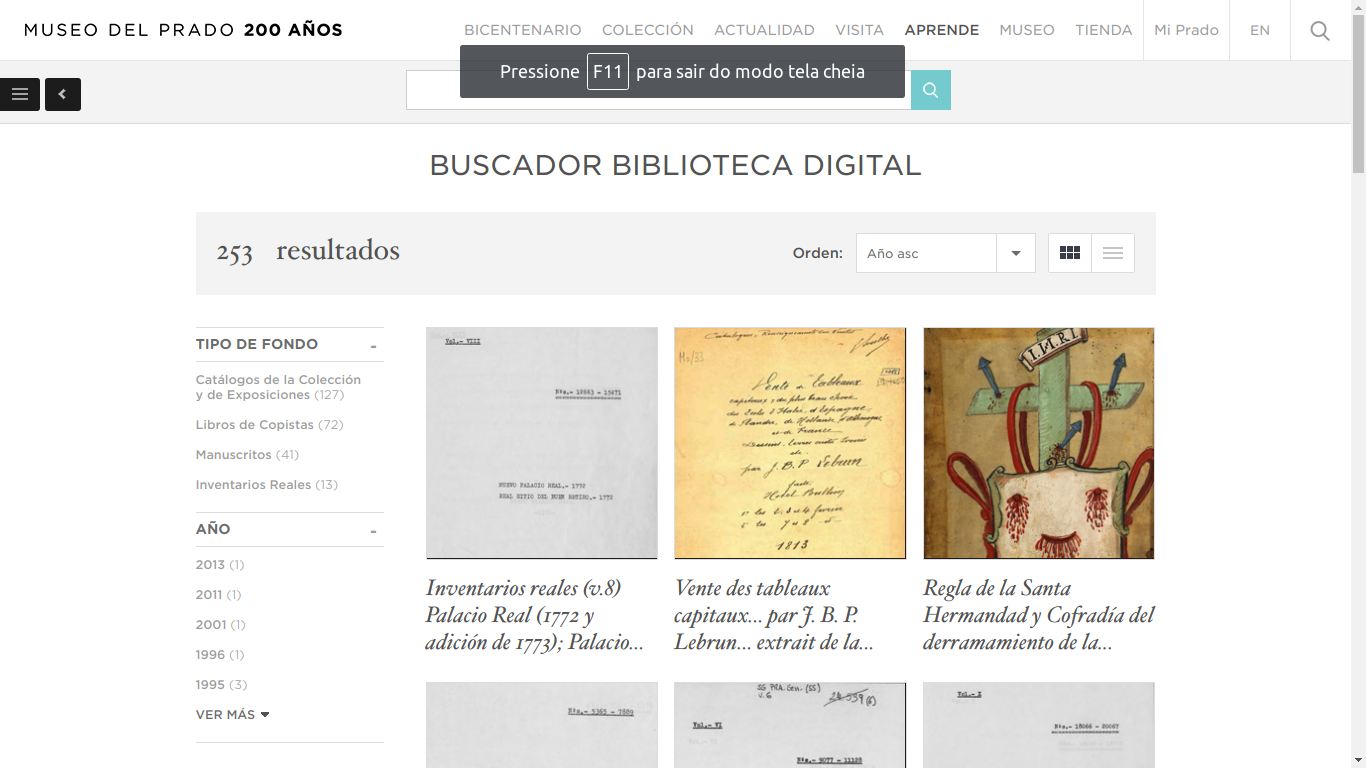 MUSEO DEL PRADO 200 AÑOS
BICENTENARIO COLECCIÓN ACTUALIDAD VISITA APRENDE MUSEO TIENDA Mi Prado EN
Pressione F11 para sair do modo tela cheia
BUSCADOR BIBLIOTECA DIGITAL
253 resultados
Orden: Año asc
TIPO DE FONDO -
Catálogos de la Colección
y de Exposiciones (127)
Libros de Copistas (72)
Manuscritos (41)
Inventarios Reales (13)
AÑO -
2013 (1)
2011 (1)
2001 (1)
1996 (1)
1995 (3)
VER MÁS
Vol.- VIII
Nºs.- 10663 - 13471
NUEVO PALACIO REAL.- 1772
REAL SITIO DEL BUEN RETIRO.- 1772
Inventarios reales (v.8)
Palacio Real (1772 y
adición de 1773); Palacio...
Mo/33
Vente de Tableaux
par J. B. P. Lebrun
1813
Vente des tableaux
capitaux... par J. B. P.
Lebrun... extrait de la...
I.N.R.I
Regla de la Santa
Hermandad y Cofradía del
derramamiento de la...
Nºs.- 5365 - 7889
V. 6
Vol.- VI
Nºs.- 9077 - 11128
Vol.- I
Nºs.- 18066 - 20067